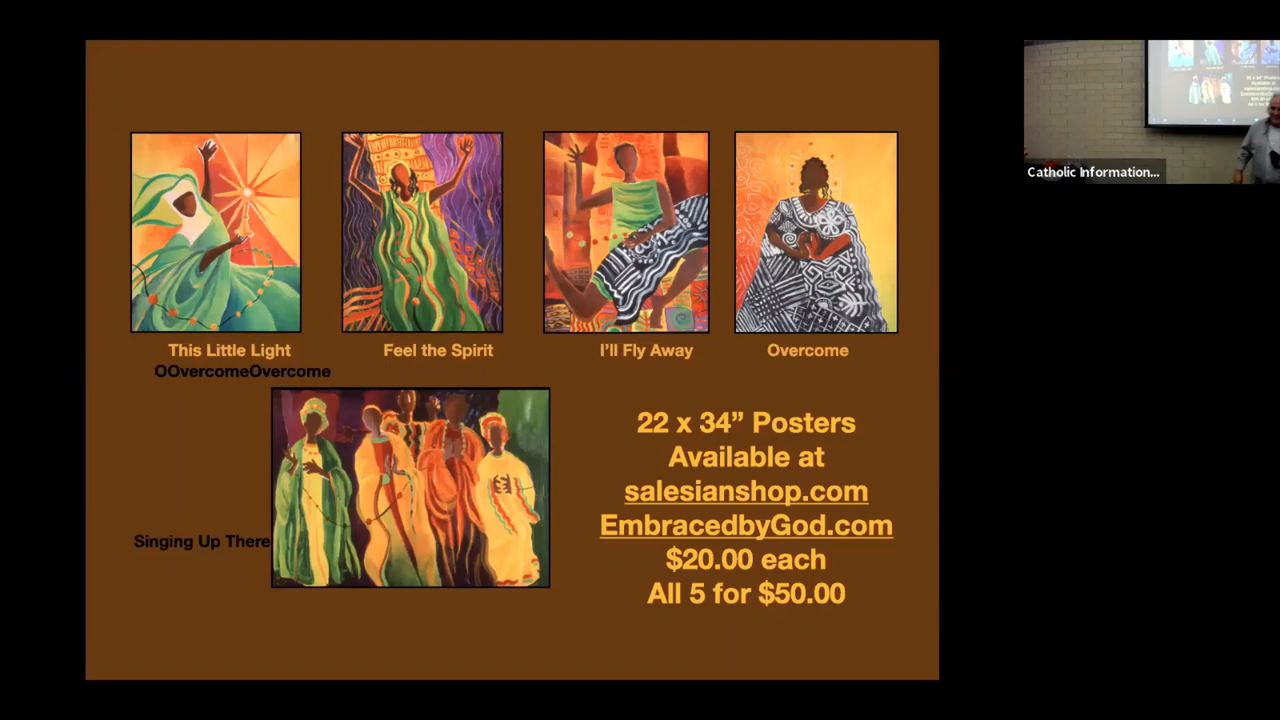 This Little Light
Feel the Spirit
I'll Fly Away
Overcome
OOvercomeOvercome
22 x 34” Posters
Available at
salesianshop.com
EmbracedbyGod.com
$20.00 each
All 5 for $50.00
Singing Up There
Catholic Information...